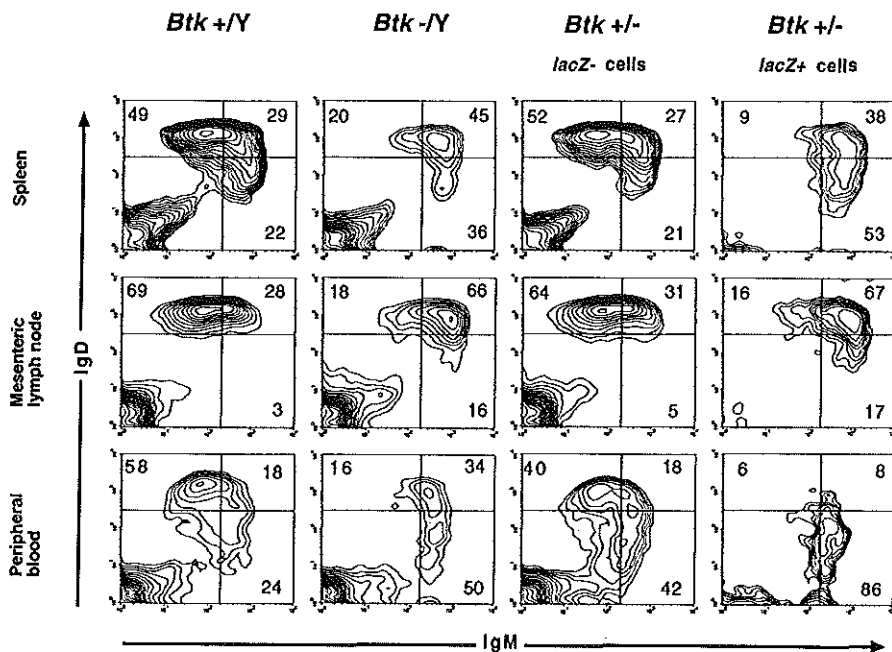 Btk +/Y Btk -/Y Btk +/- Btk +/-
lacZ- cells lacZ+ cells
IgD
Spleen
49 29 20 45 52 27 9 38
22 36 21 53
Mesenteric
lymph node
69 28 18 66 64 31 16 67
3 16 5 17
Peripheral
blood
58 18 16 34 40 18 6 8
24 50 42 86
IgM